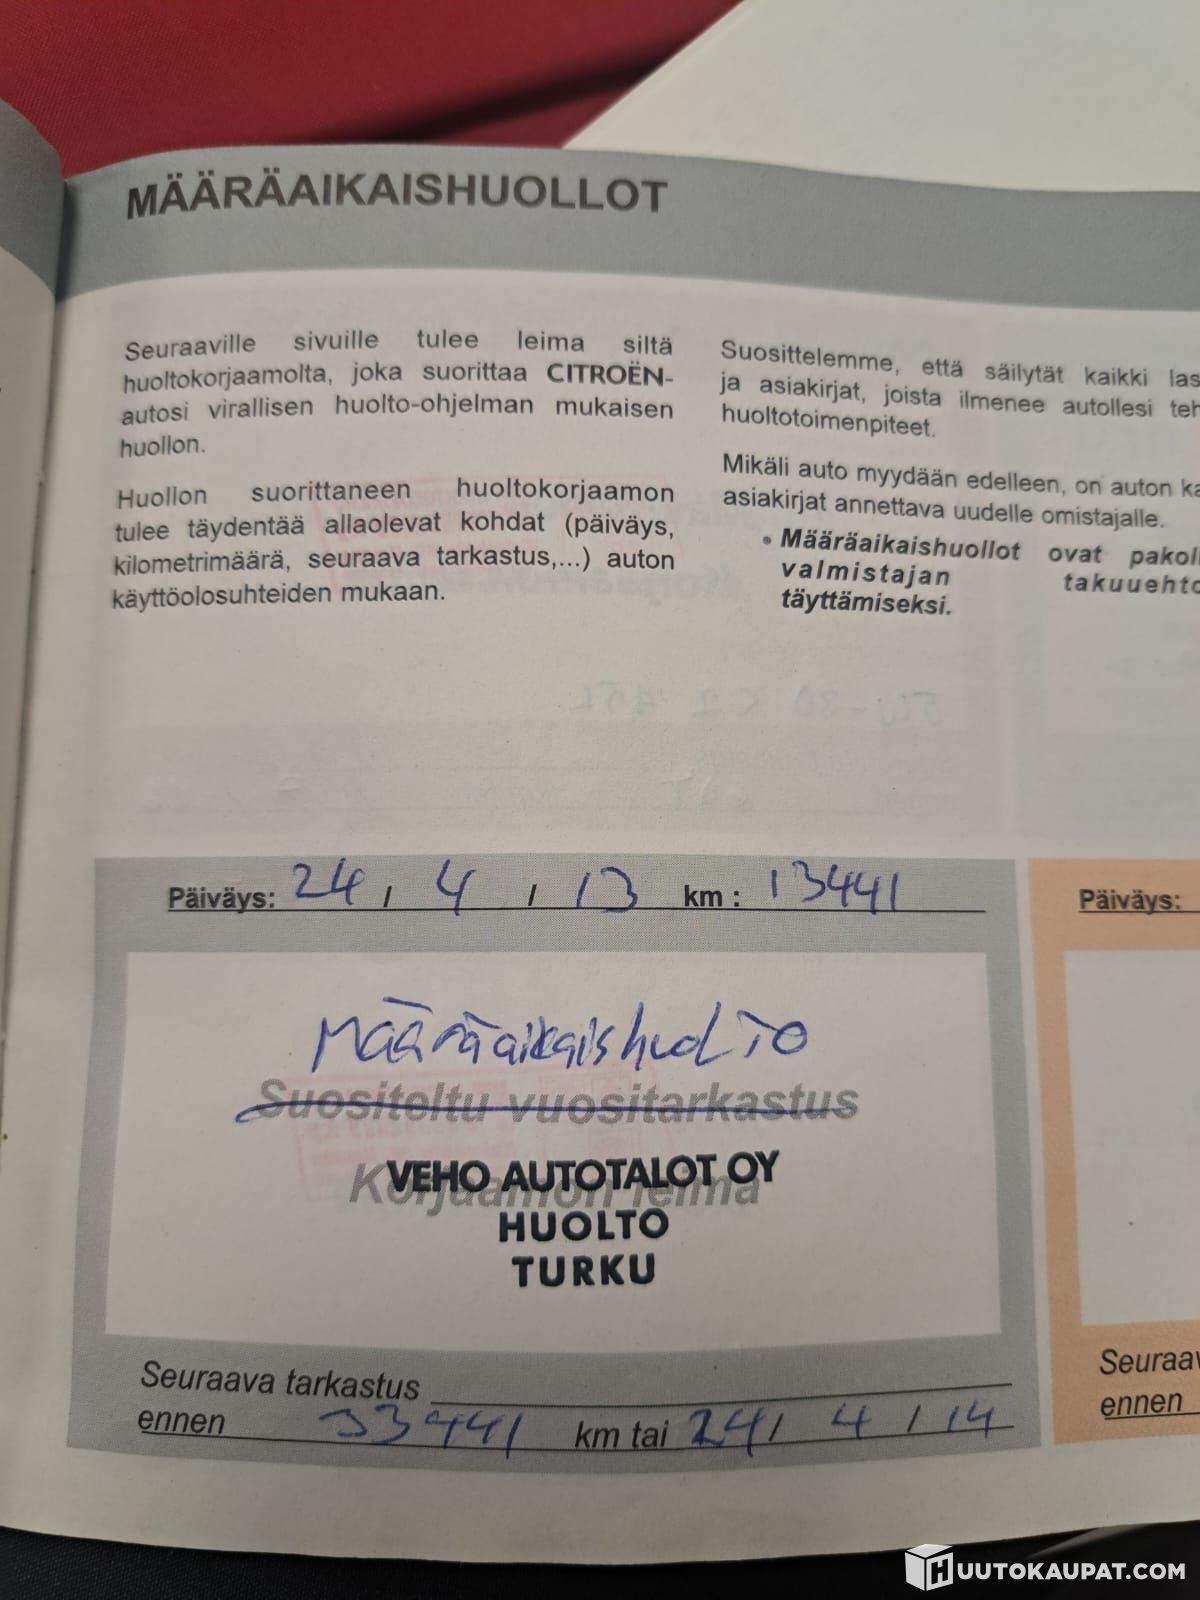 MÄÄRÄAIKAISHUOLLOT
Seuraaville sivuille tulee leima siltä
huoltokorjaamolta, joka suorittaa CITROËN-
autosi virallisen huolto-ohjelman mukaisen
huollon.
Huollon suorittaneen huoltokorjaamon
tulee täydentää allaolevat kohdat (päiväys,
kilometrimäärä, seuraava tarkastus,...) auton
käyttöolosuhteiden mukaan.
Suosittelemme, että säilytät kaikki las
ja asiakirjat, joista ilmenee autollesi teh
huoltotoimenpiteet.
Mikäli auto myydään edelleen, on auton ka
asiakirjat annettava uudelle omistajalle.
• Määräaikaishuollot ovat pakoll
valmistajan takuuehto
täyttämiseksi.
Päiväys: 24 / 4 / 13 km : 13441
Määräaikaishuolto
Suositeltu vuositarkastus
Korjaamon leima
VEHO AUTOTALOT OY
HUOLTO
TURKU
Seuraava tarkastus
ennen 33441 km tai 24 / 4 / 14
Päiväys:
Seuraav
ennen
HUUTOKAUPAT.COM